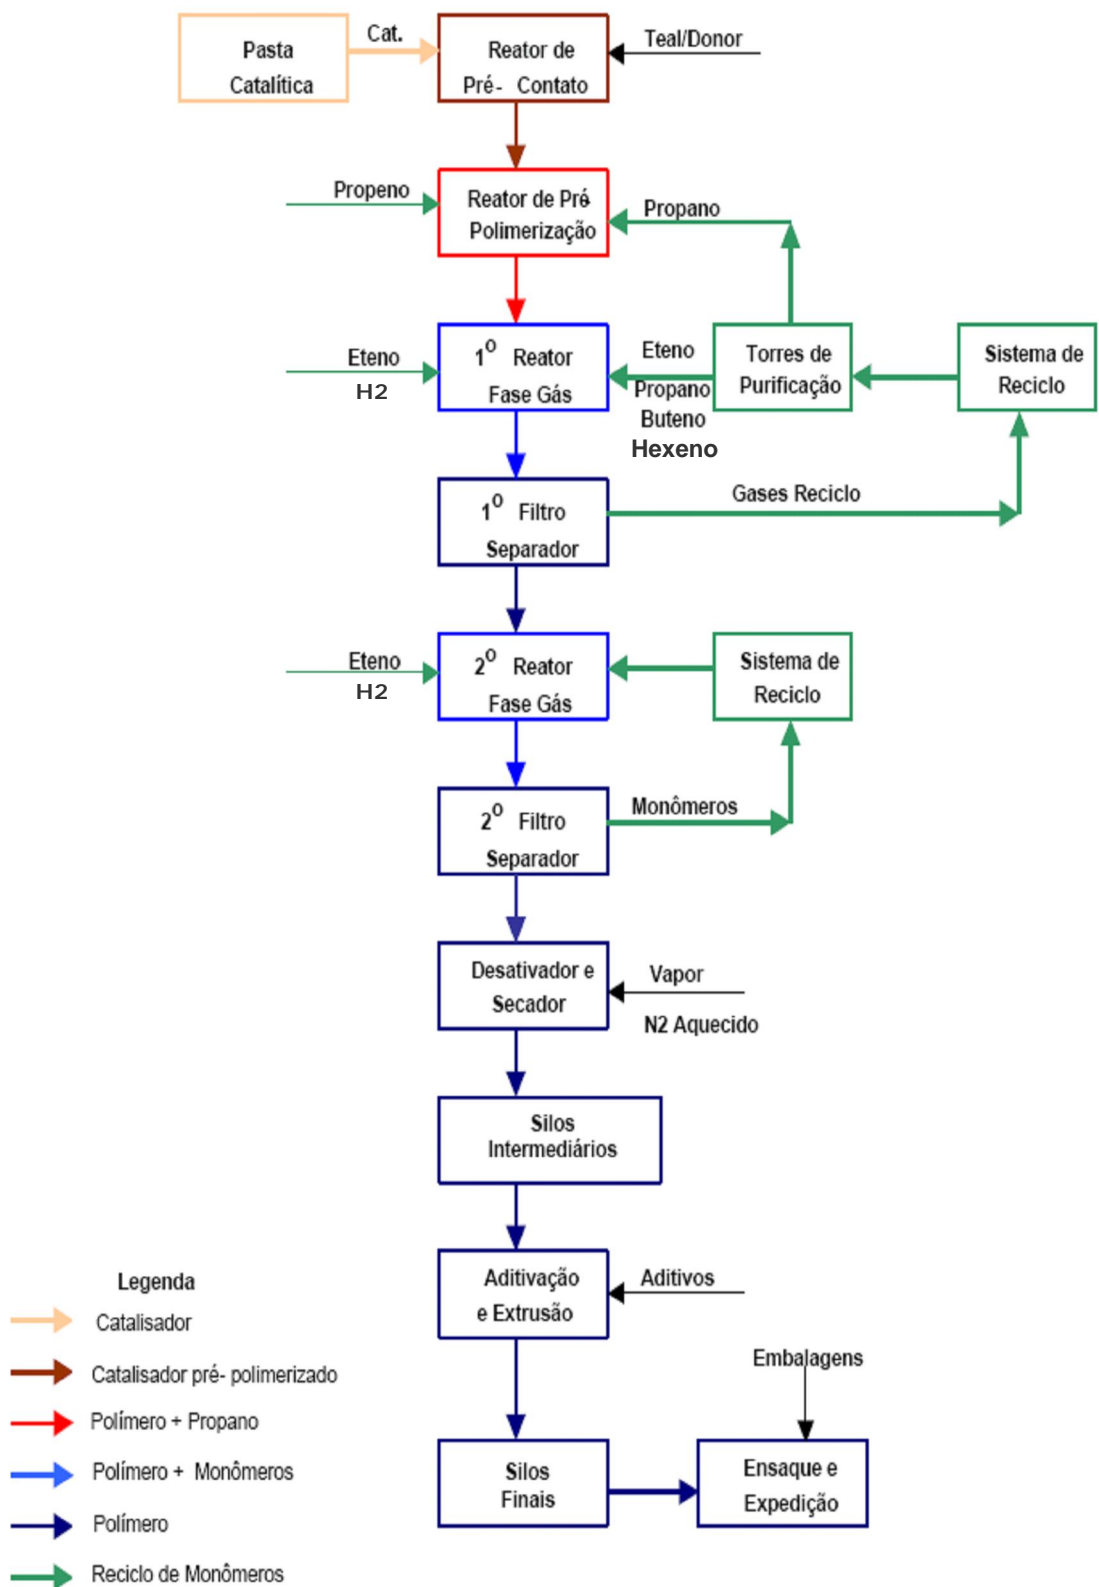 Pasta
Catalítica
Cat.
Reator de
Pré- Contato
Teal/Donor
Propeno
Reator de Pré-
Polimerização
Propano
Eteno
H2
1º Reator
Fase Gás
Eteno
Propano
Buteno
Hexeno
Torres de
Purificação
Sistema de
Reciclo
1º Filtro
Separador
Gases Reciclo
Eteno
H2
2º Reator
Fase Gás
Sistema de
Reciclo
2º Filtro
Separador
Monômeros
Desativador e
Secador
Vapor
N2 Aquecido
Silos
Intermediários
Aditivação
e Extrusão
Aditivos
Embalagens
Silos
Finais
Ensaque e
Expedição
Legenda
Catalisador
Catalisador pré- polimerizado
Polímero + Propano
Polímero + Monômeros
Polímero
Reciclo de Monômeros